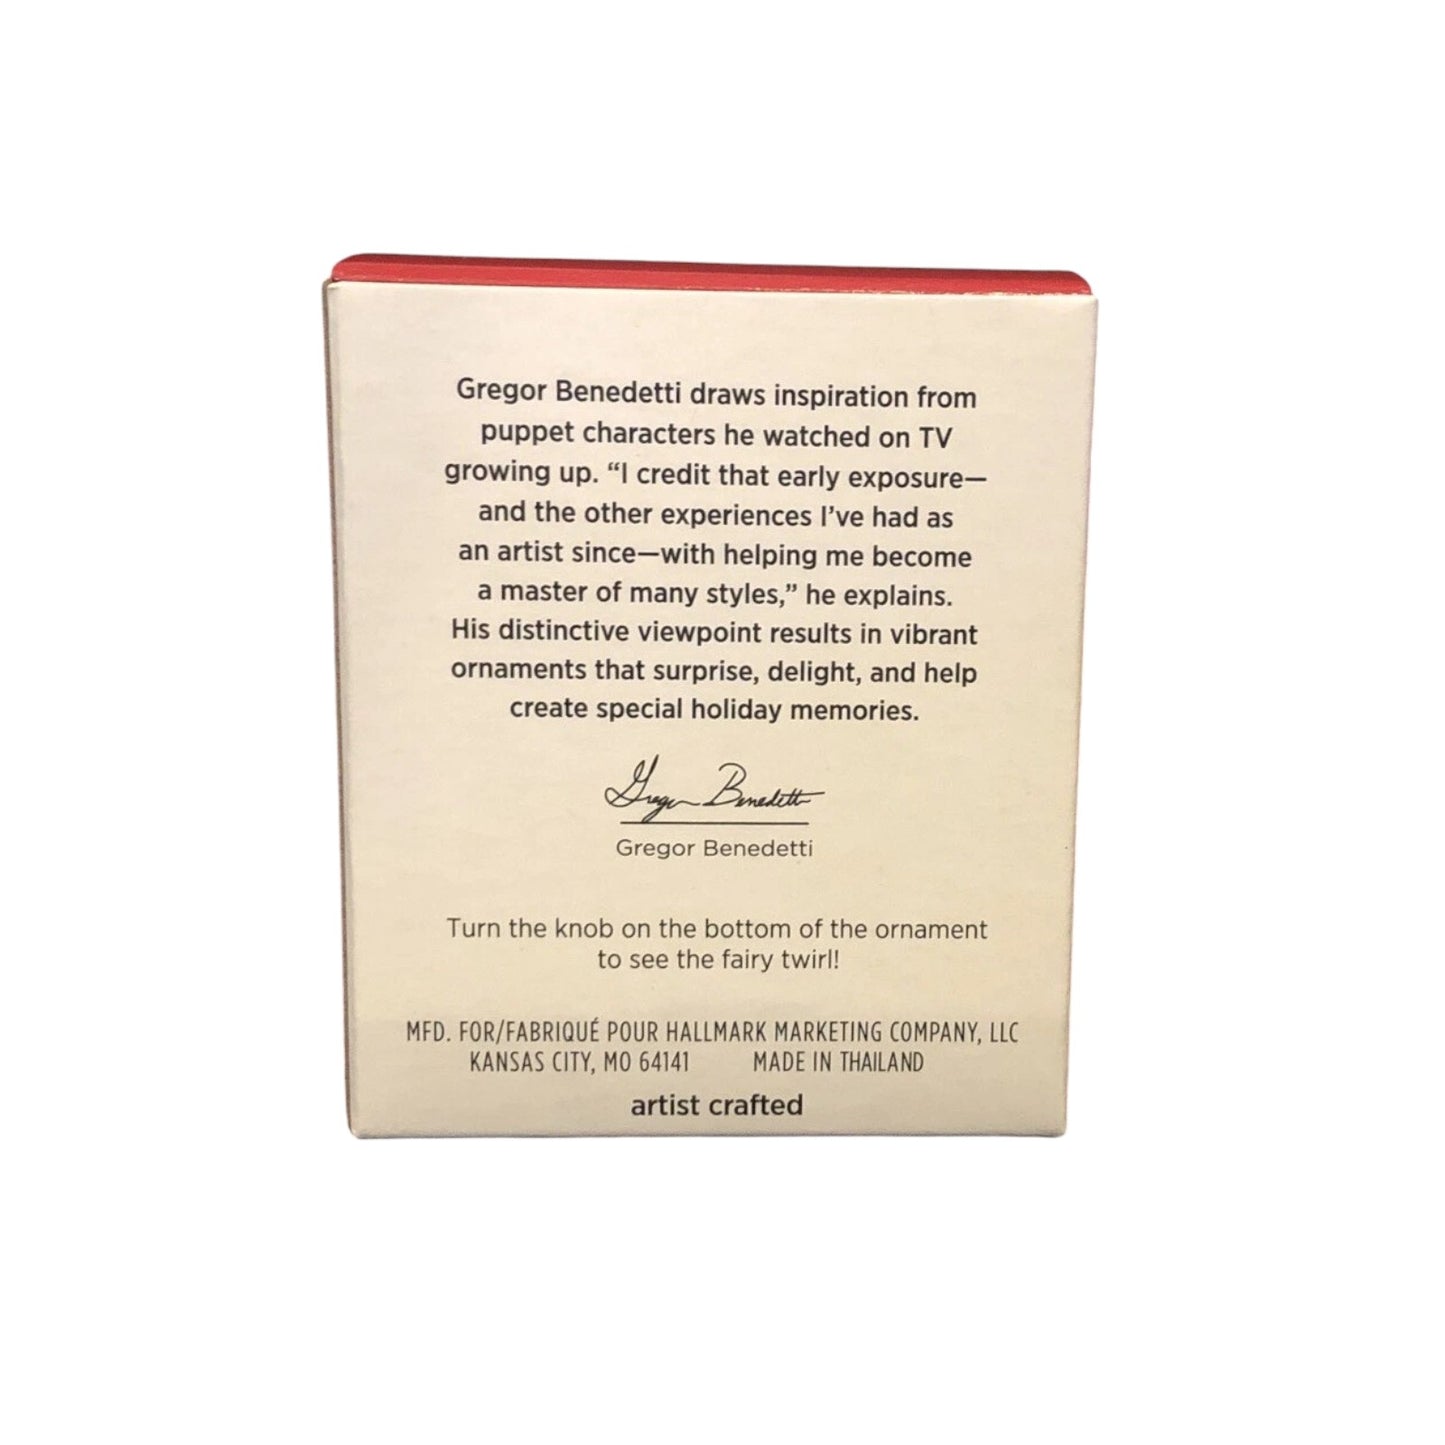 Gregor Benedetti draws inspiration from
puppet characters he watched on TV
growing up. “I credit that early exposure—
and the other experiences I’ve had as
an artist since—with helping me become
a master of many styles,” he explains.
His distinctive viewpoint results in vibrant
ornaments that surprise, delight, and help
create special holiday memories.
Gregor Benedetti
Gregor Benedetti
Turn the knob on the bottom of the ornament
to see the fairy twirl!
MFD. FOR/FABRIQUÉ POUR HALLMARK MARKETING COMPANY, LLC
KANSAS CITY, MO 64141 MADE IN THAILAND
artist crafted